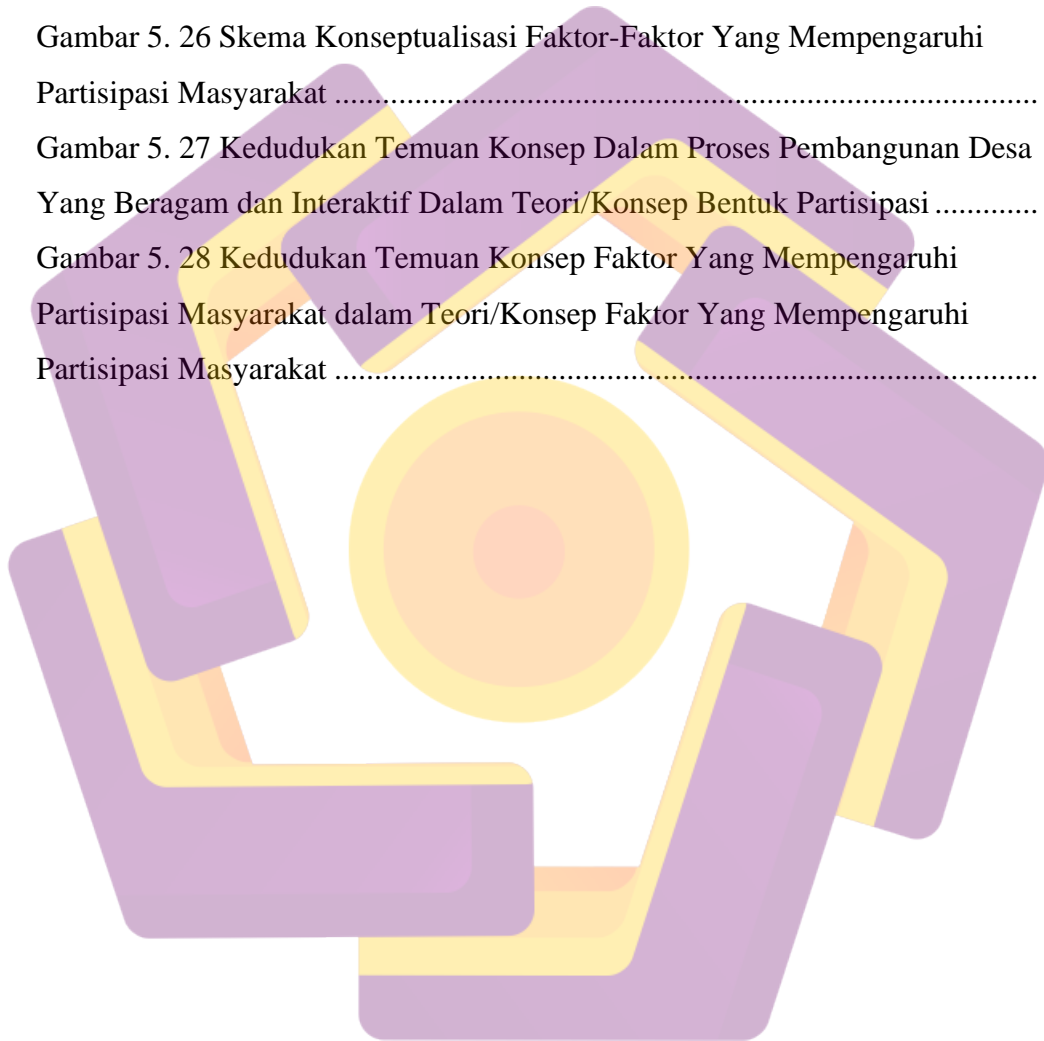 Gambar 5. 26 Skema Konseptualisasi Faktor-Faktor Yang Mempengaruhi
Partisipasi Masyarakat ........................................................................................
Gambar 5. 27 Kedudukan Temuan Konsep Dalam Proses Pembangunan Desa
Yang Beragam dan Interaktif Dalam Teori/Konsep Bentuk Partisipasi .............
Gambar 5. 28 Kedudukan Temuan Konsep Faktor Yang Mempengaruhi
Partisipasi Masyarakat dalam Teori/Konsep Faktor Yang Mempengaruhi
Partisipasi Masyarakat ........................................................................................